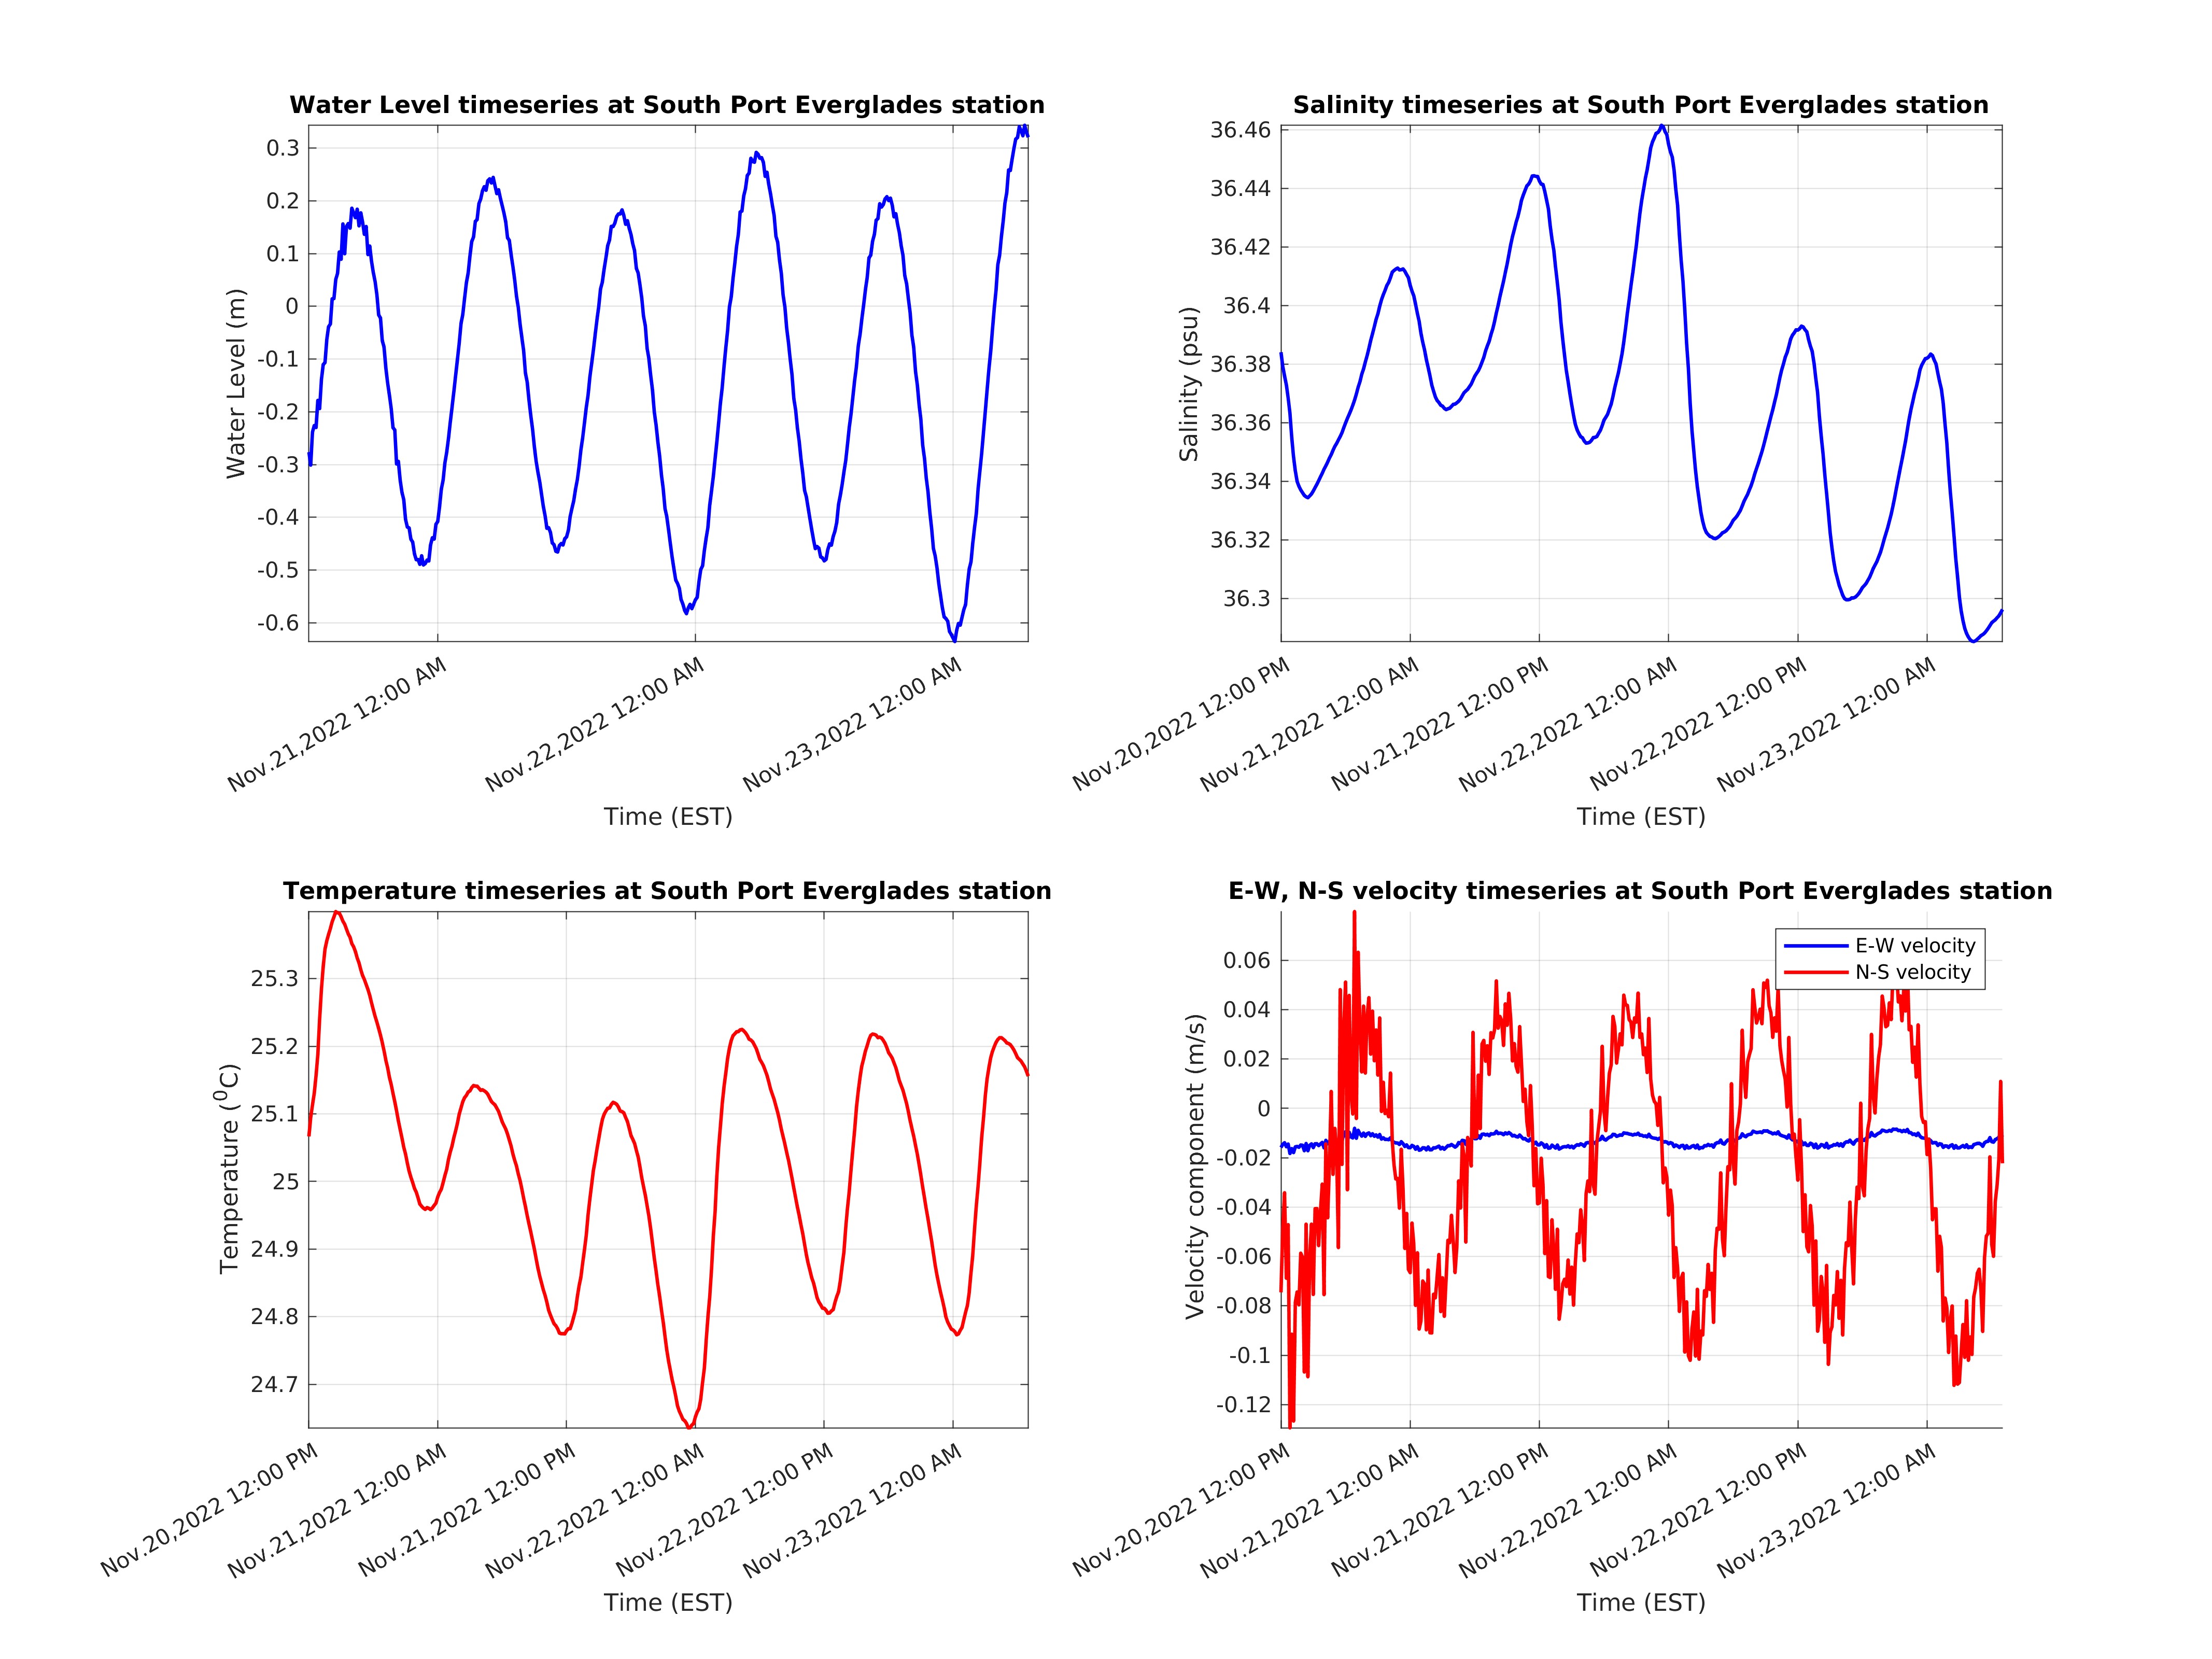 Water Level timeseries at South Port Everglades station
0.3
0.2
0.1
0
-0.1
-0.2
-0.3
-0.4
-0.5
-0.6
Water Level (m)
Nov.21,2022 12:00 AM
Nov.22,2022 12:00 AM
Nov.23,2022 12:00 AM
Time (EST)
Salinity timeseries at South Port Everglades station
36.46
36.44
36.42
36.4
36.38
36.36
36.34
36.32
36.3
Salinity (psu)
Nov.20,2022 12:00 PM
Nov.21,2022 12:00 AM
Nov.21,2022 12:00 PM
Nov.22,2022 12:00 AM
Nov.22,2022 12:00 PM
Nov.23,2022 12:00 AM
Time (EST)
Temperature timeseries at South Port Everglades station
25.3
25.2
25.1
25
24.9
24.8
24.7
Temperature (⁰C)
Nov.20,2022 12:00 PM
Nov.21,2022 12:00 AM
Nov.21,2022 12:00 PM
Nov.22,2022 12:00 AM
Nov.22,2022 12:00 PM
Nov.23,2022 12:00 AM
Time (EST)
E-W, N-S velocity timeseries at South Port Everglades station
E-W velocity
N-S velocity
0.06
0.04
0.02
0
-0.02
-0.04
-0.06
-0.08
-0.1
-0.12
Velocity component (m/s)
Nov.20,2022 12:00 PM
Nov.21,2022 12:00 AM
Nov.21,2022 12:00 PM
Nov.22,2022 12:00 AM
Nov.22,2022 12:00 PM
Nov.23,2022 12:00 AM
Time (EST)